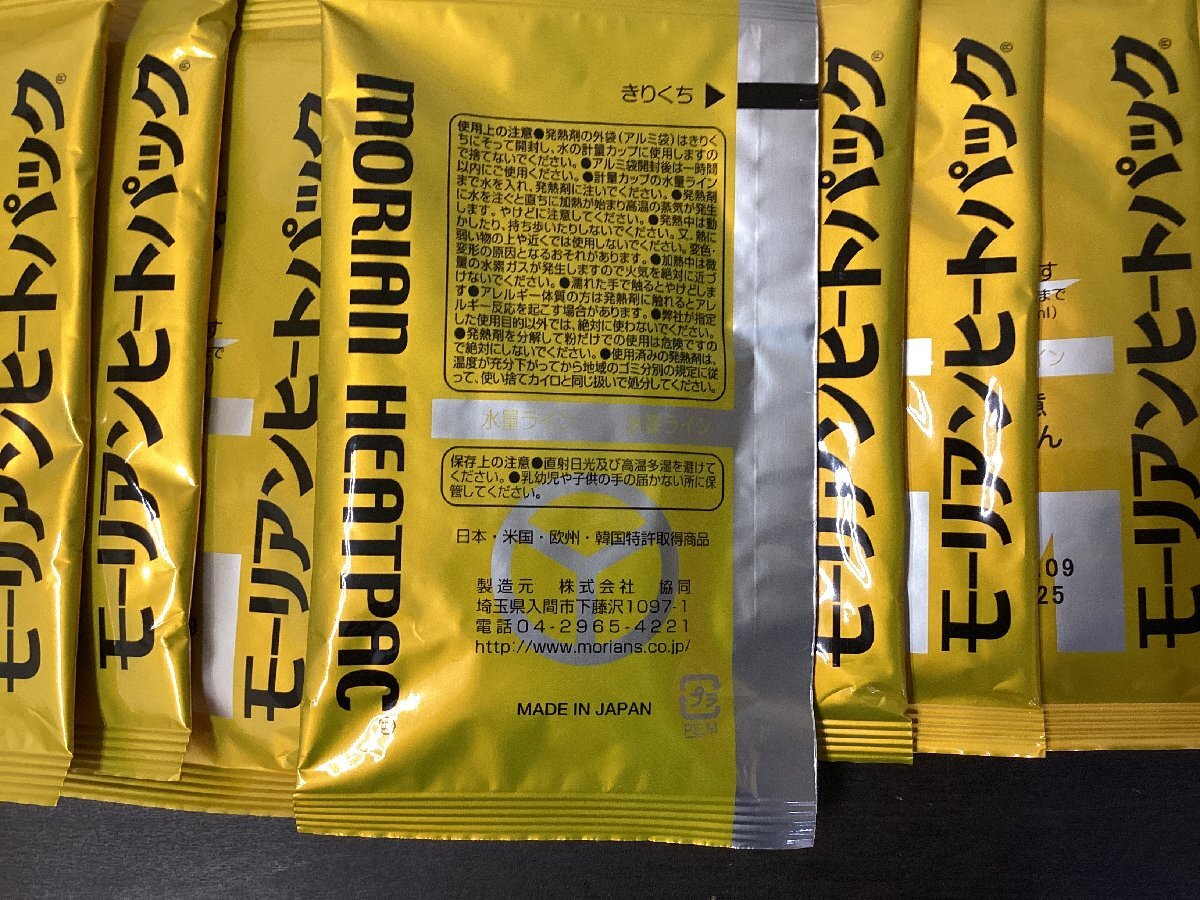 モーリアンヒートパック®
モーリアンヒートパック®
モーリアンヒートパック
MORIAN HEATPAC®
きりくち ▶
使用上の注意●発熱剤の外袋(アルミ袋)はきりく
ちにそって開封し、水の計量カップに使用しますの
で捨てないでください。●アルミ袋開封後は一時間
以内にご使用ください。●計量カップの水量ライン
まで水を入れ、発熱剤に注いでください。●発熱剤
に水を注ぐと直ちに加熱が始まり高温の蒸気が発生
します。やけどに注意してください。●発熱中は動
かしたり、持ち歩いたりしないでください。又、熱に
弱い物の上や近くでは使用しないでください。変色・
変形の原因となるおそれがあります。●加熱中は微
量の水素ガスが発生しますので火気を絶対に近づ
けないでください。●濡れた手で触るとやけどしま
す●アレルギー体質の方は発熱剤に触れるとアレ
ルギー反応を起こす場合があります。●弊社が指定
した使用目的以外では、絶対に使わないでください。
●発熱剤を分解して粉だけでの使用は危険ですの
で絶対にしないでください。●使用済みの発熱剤は、
温度が充分下がってから地域のゴミ分別の規定に従
って、使い捨てカイロと同じ扱いで処分してください。
水量ライン 水量ライン
保存上の注意●直射日光及び高温多湿を避けて
ください。●乳幼児や子供の手の届かない所に保
管してください。
日本・米国・欧州・韓国特許取得商品
製造元 株式会社 協同
埼玉県入間市下藤沢1097-1
電話04-2965-4221
http://www.morians.co.jp/
MADE IN JAPAN
プラ
PE,M
モーリアンヒートパック®
モーリアンヒートパック®
す
まで
ml)
イン
ん
09
25
モーリアンヒートパック®